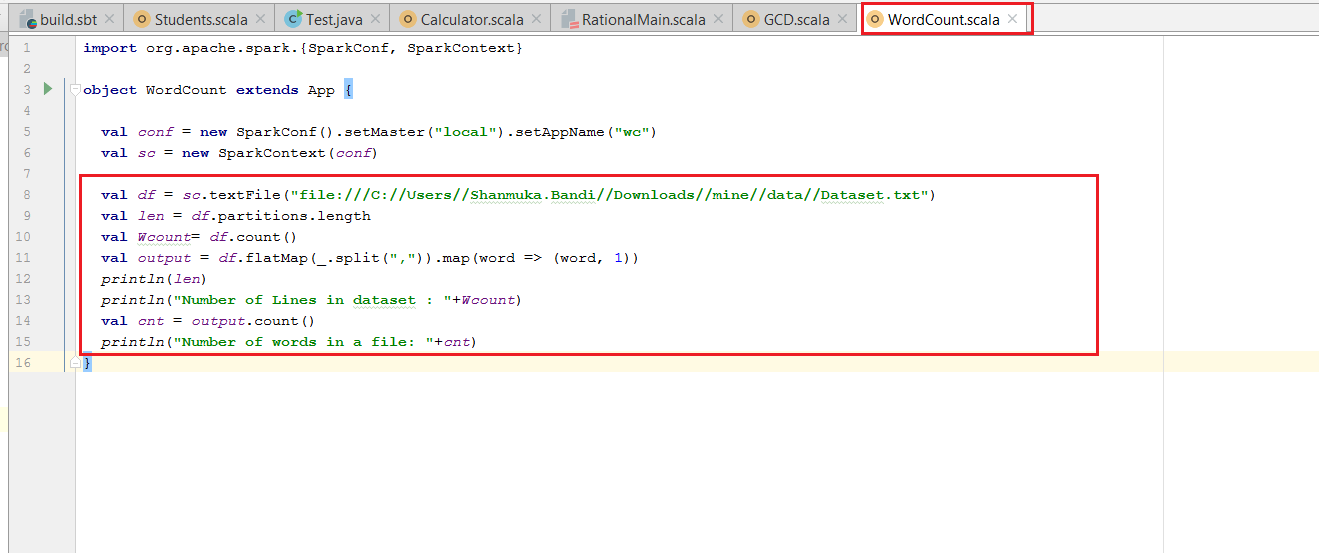 build.sbt Students.scala Test.java Calculator.scala RationalMain.scala GCD.scala WordCount.scala
1 import org.apache.spark.{SparkConf, SparkContext}
2
3 object WordCount extends App {
4
5 val conf = new SparkConf().setMaster("local").setAppName("wc")
6 val sc = new SparkContext(conf)
7
8 val df = sc.textFile("file:///C://Users//Shanmuka.Bandi//Downloads//mine//data//Dataset.txt")
9 val len = df.partitions.length
10 val Wcount= df.count()
11 val output = df.flatMap(_.split(",")).map(word => (word, 1))
12 println(len)
13 println("Number of Lines in dataset : "+Wcount)
14 val cnt = output.count()
15 println("Number of words in a file: "+cnt)
16 }